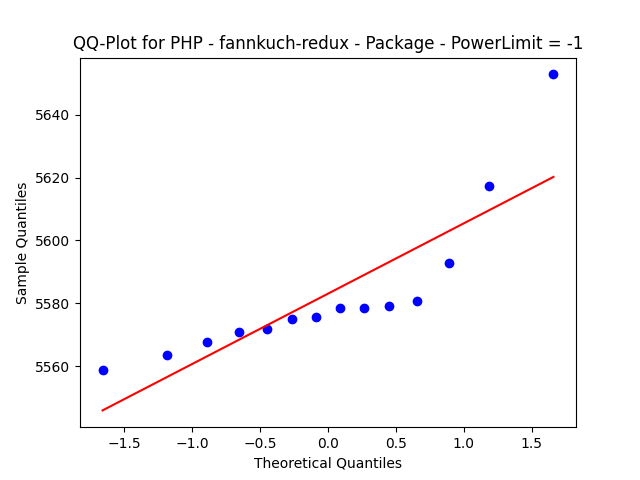 QQ-Plot for PHP - fannkuch-redux - Package - PowerLimit = -1
Sample Quantiles
5640
5620
5600
5580
5560
−1.5 −1.0 −0.5 0.0 0.5 1.0 1.5
Theoretical Quantiles